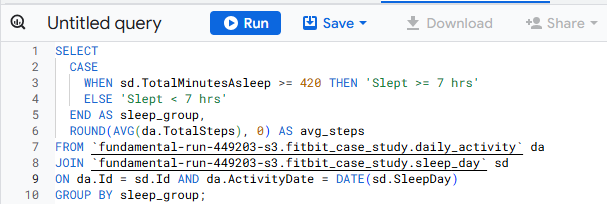 Untitled query Run Save Download Share
1 SELECT
2 CASE
3 WHEN sd.TotalMinutesAsleep >= 420 THEN 'Slept >= 7 hrs'
4 ELSE 'Slept < 7 hrs'
5 END AS sleep_group,
6 ROUND(AVG(da.TotalSteps), 0) AS avg_steps
7 FROM `fundamental-run-449203-s3.fitbit_case_study.daily_activity` da
8 JOIN `fundamental-run-449203-s3.fitbit_case_study.sleep_day` sd
9 ON da.Id = sd.Id AND da.ActivityDate = DATE(sd.SleepDay)
10 GROUP BY sleep_group;